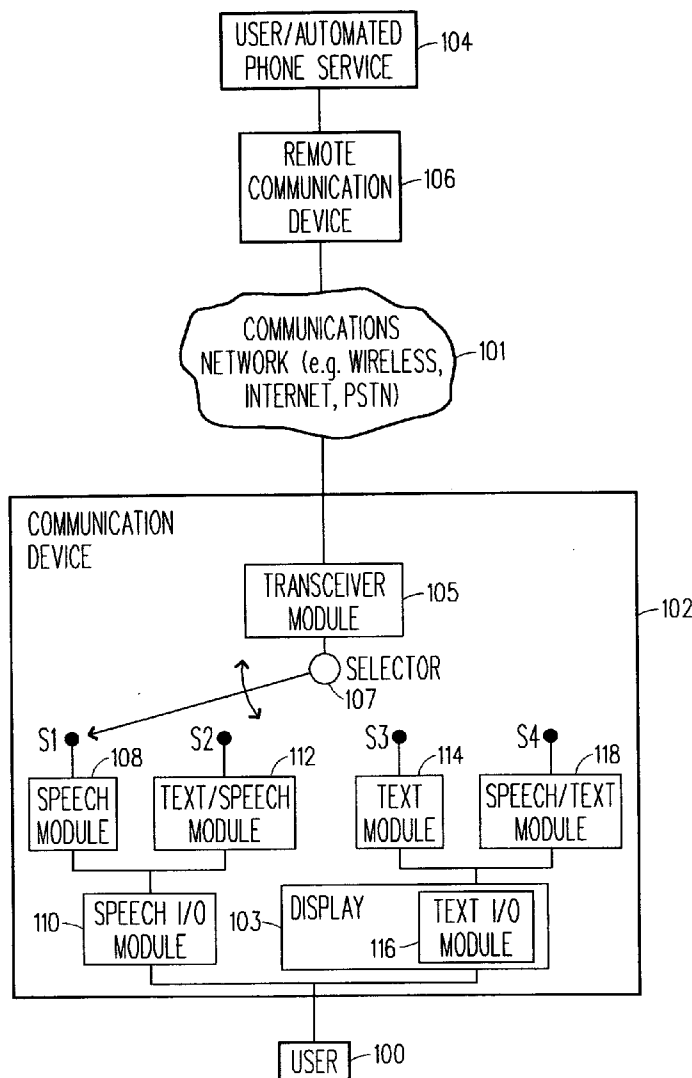 USER/AUTOMATED
PHONE SERVICE
104
REMOTE
COMMUNICATION
DEVICE
106
COMMUNICATIONS
NETWORK (e.g. WIRELESS,
INTERNET, PSTN)
101
COMMUNICATION
DEVICE
TRANSCEIVER
MODULE
105
102
SELECTOR
107
S1
S2
S3
S4
108
112
114
118
SPEECH
MODULE
TEXT/SPEECH
MODULE
TEXT
MODULE
SPEECH/TEXT
MODULE
110
SPEECH I/O
MODULE
103
DISPLAY
116
TEXT I/O
MODULE
USER
100